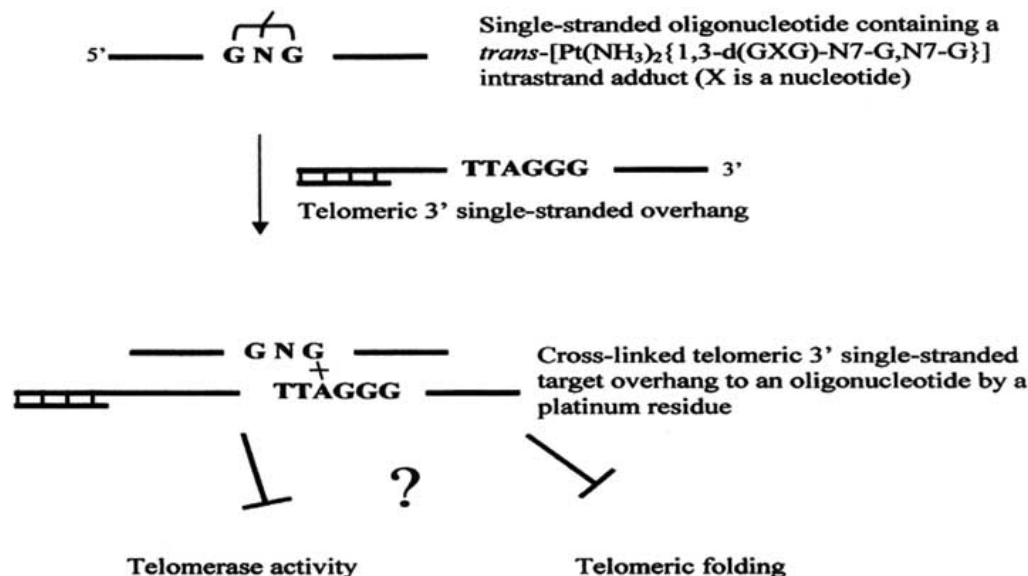 Single-stranded oligonucleotide containing a
5' G N G trans-[Pt(NH₃)₂{1,3-d(GXG)-N7-G,N7-G}]
intrastrand adduct (X is a nucleotide)
TTAGGG 3'
Telomeric 3' single-stranded overhang
G N G
Cross-linked telomeric 3' single-stranded
target overhang to an oligonucleotide by a
TTAGGG
platinum residue
?
Telomerase activity Telomeric folding